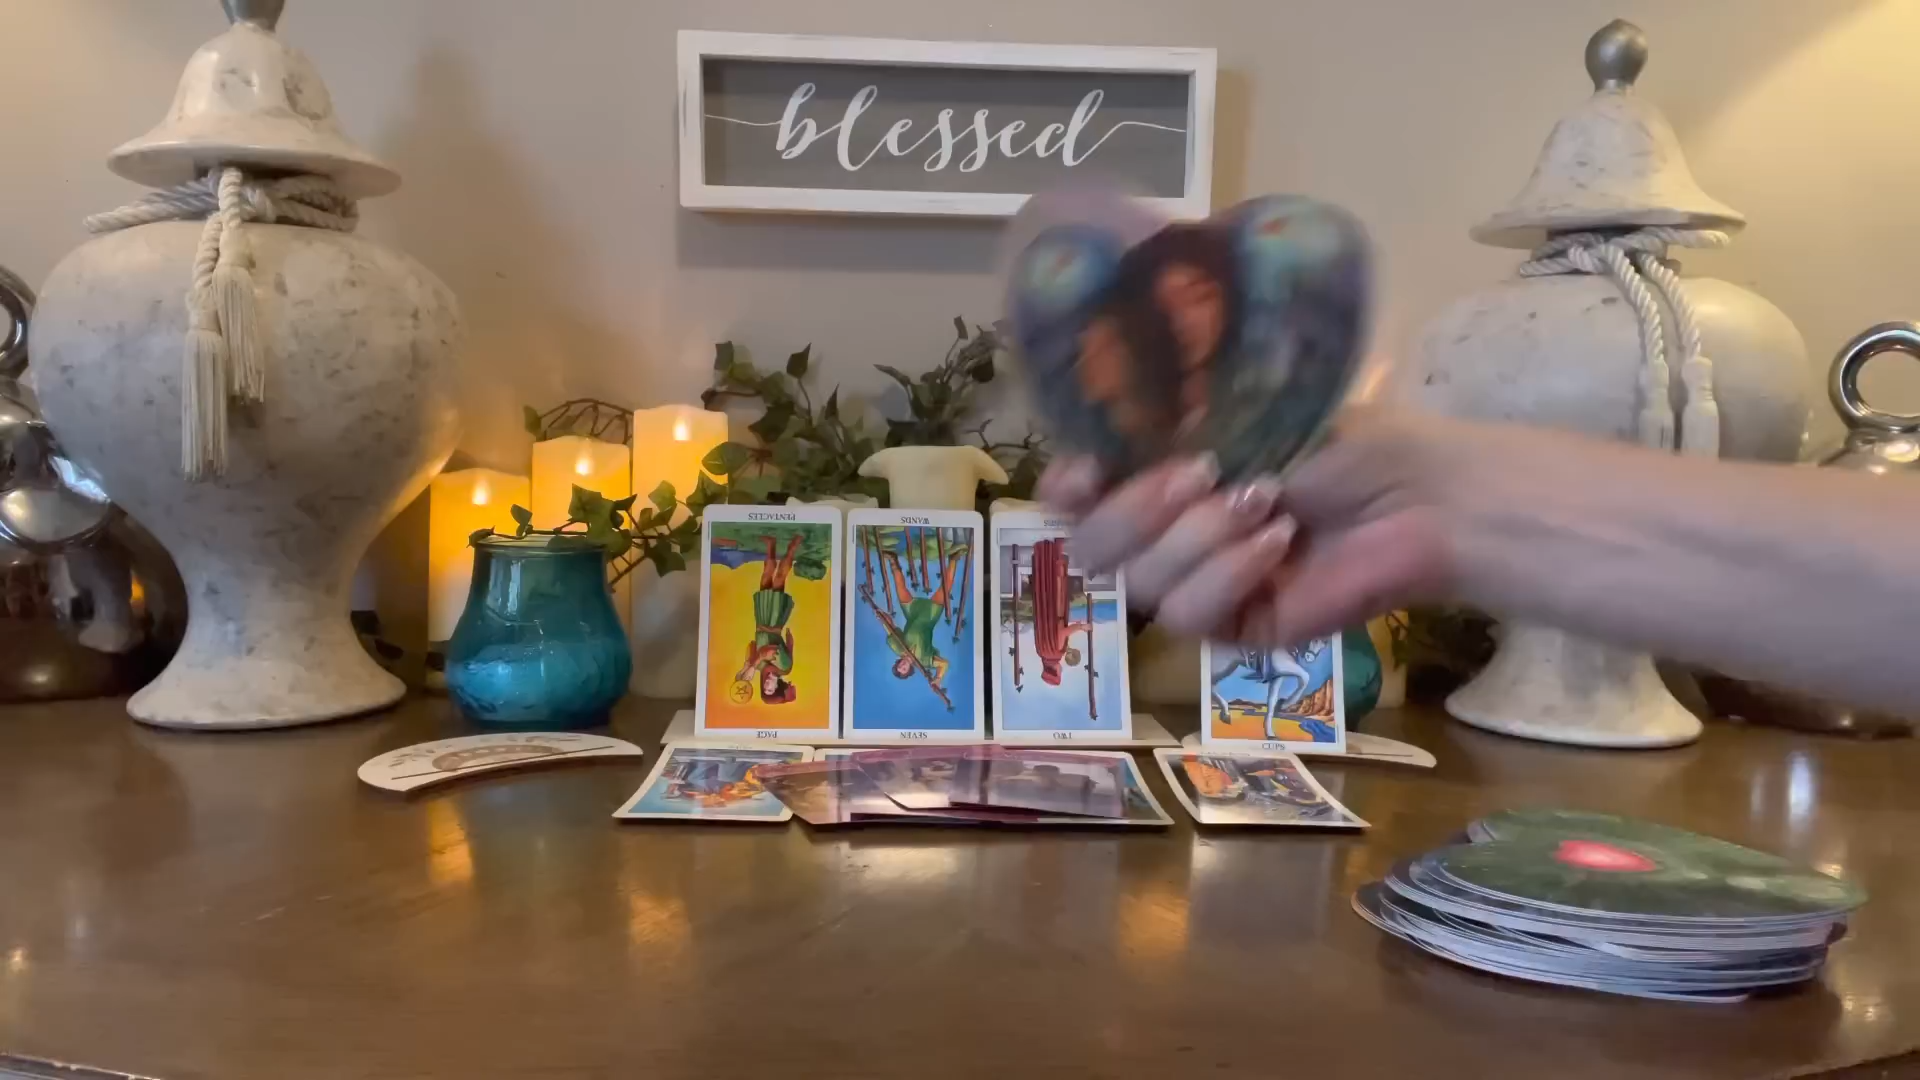 blessed
PENTACLES
WANDS
PAGE
SEVEN
TWO
CUPS